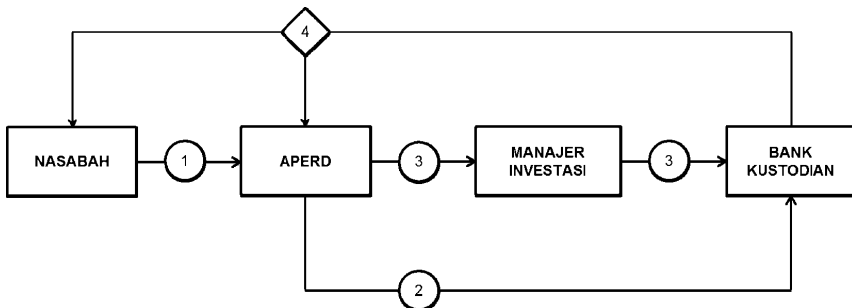 4
NASABAH
1
APERD
3
MANAJER
INVESTASI
3
BANK
KUSTODIAN
2